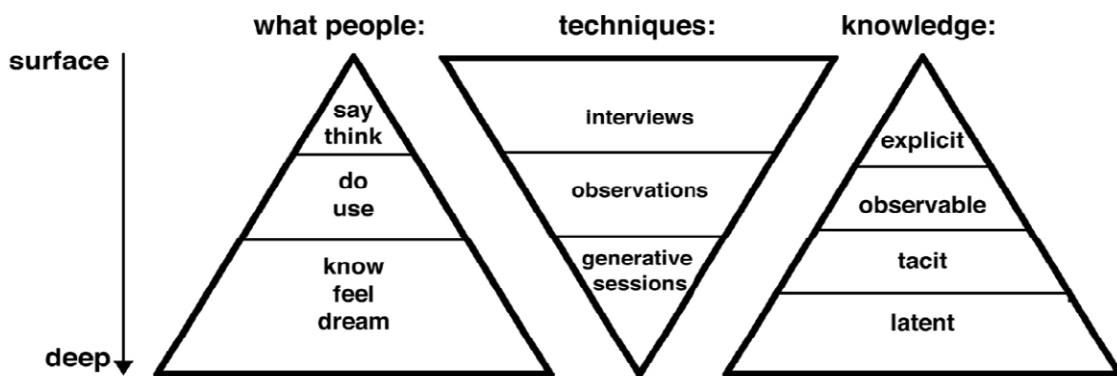 what people:
techniques:
knowledge:
surface
say
think
do
use
know
feel
dream
interviews
observations
generative
sessions
explicit
observable
tacit
latent
deep